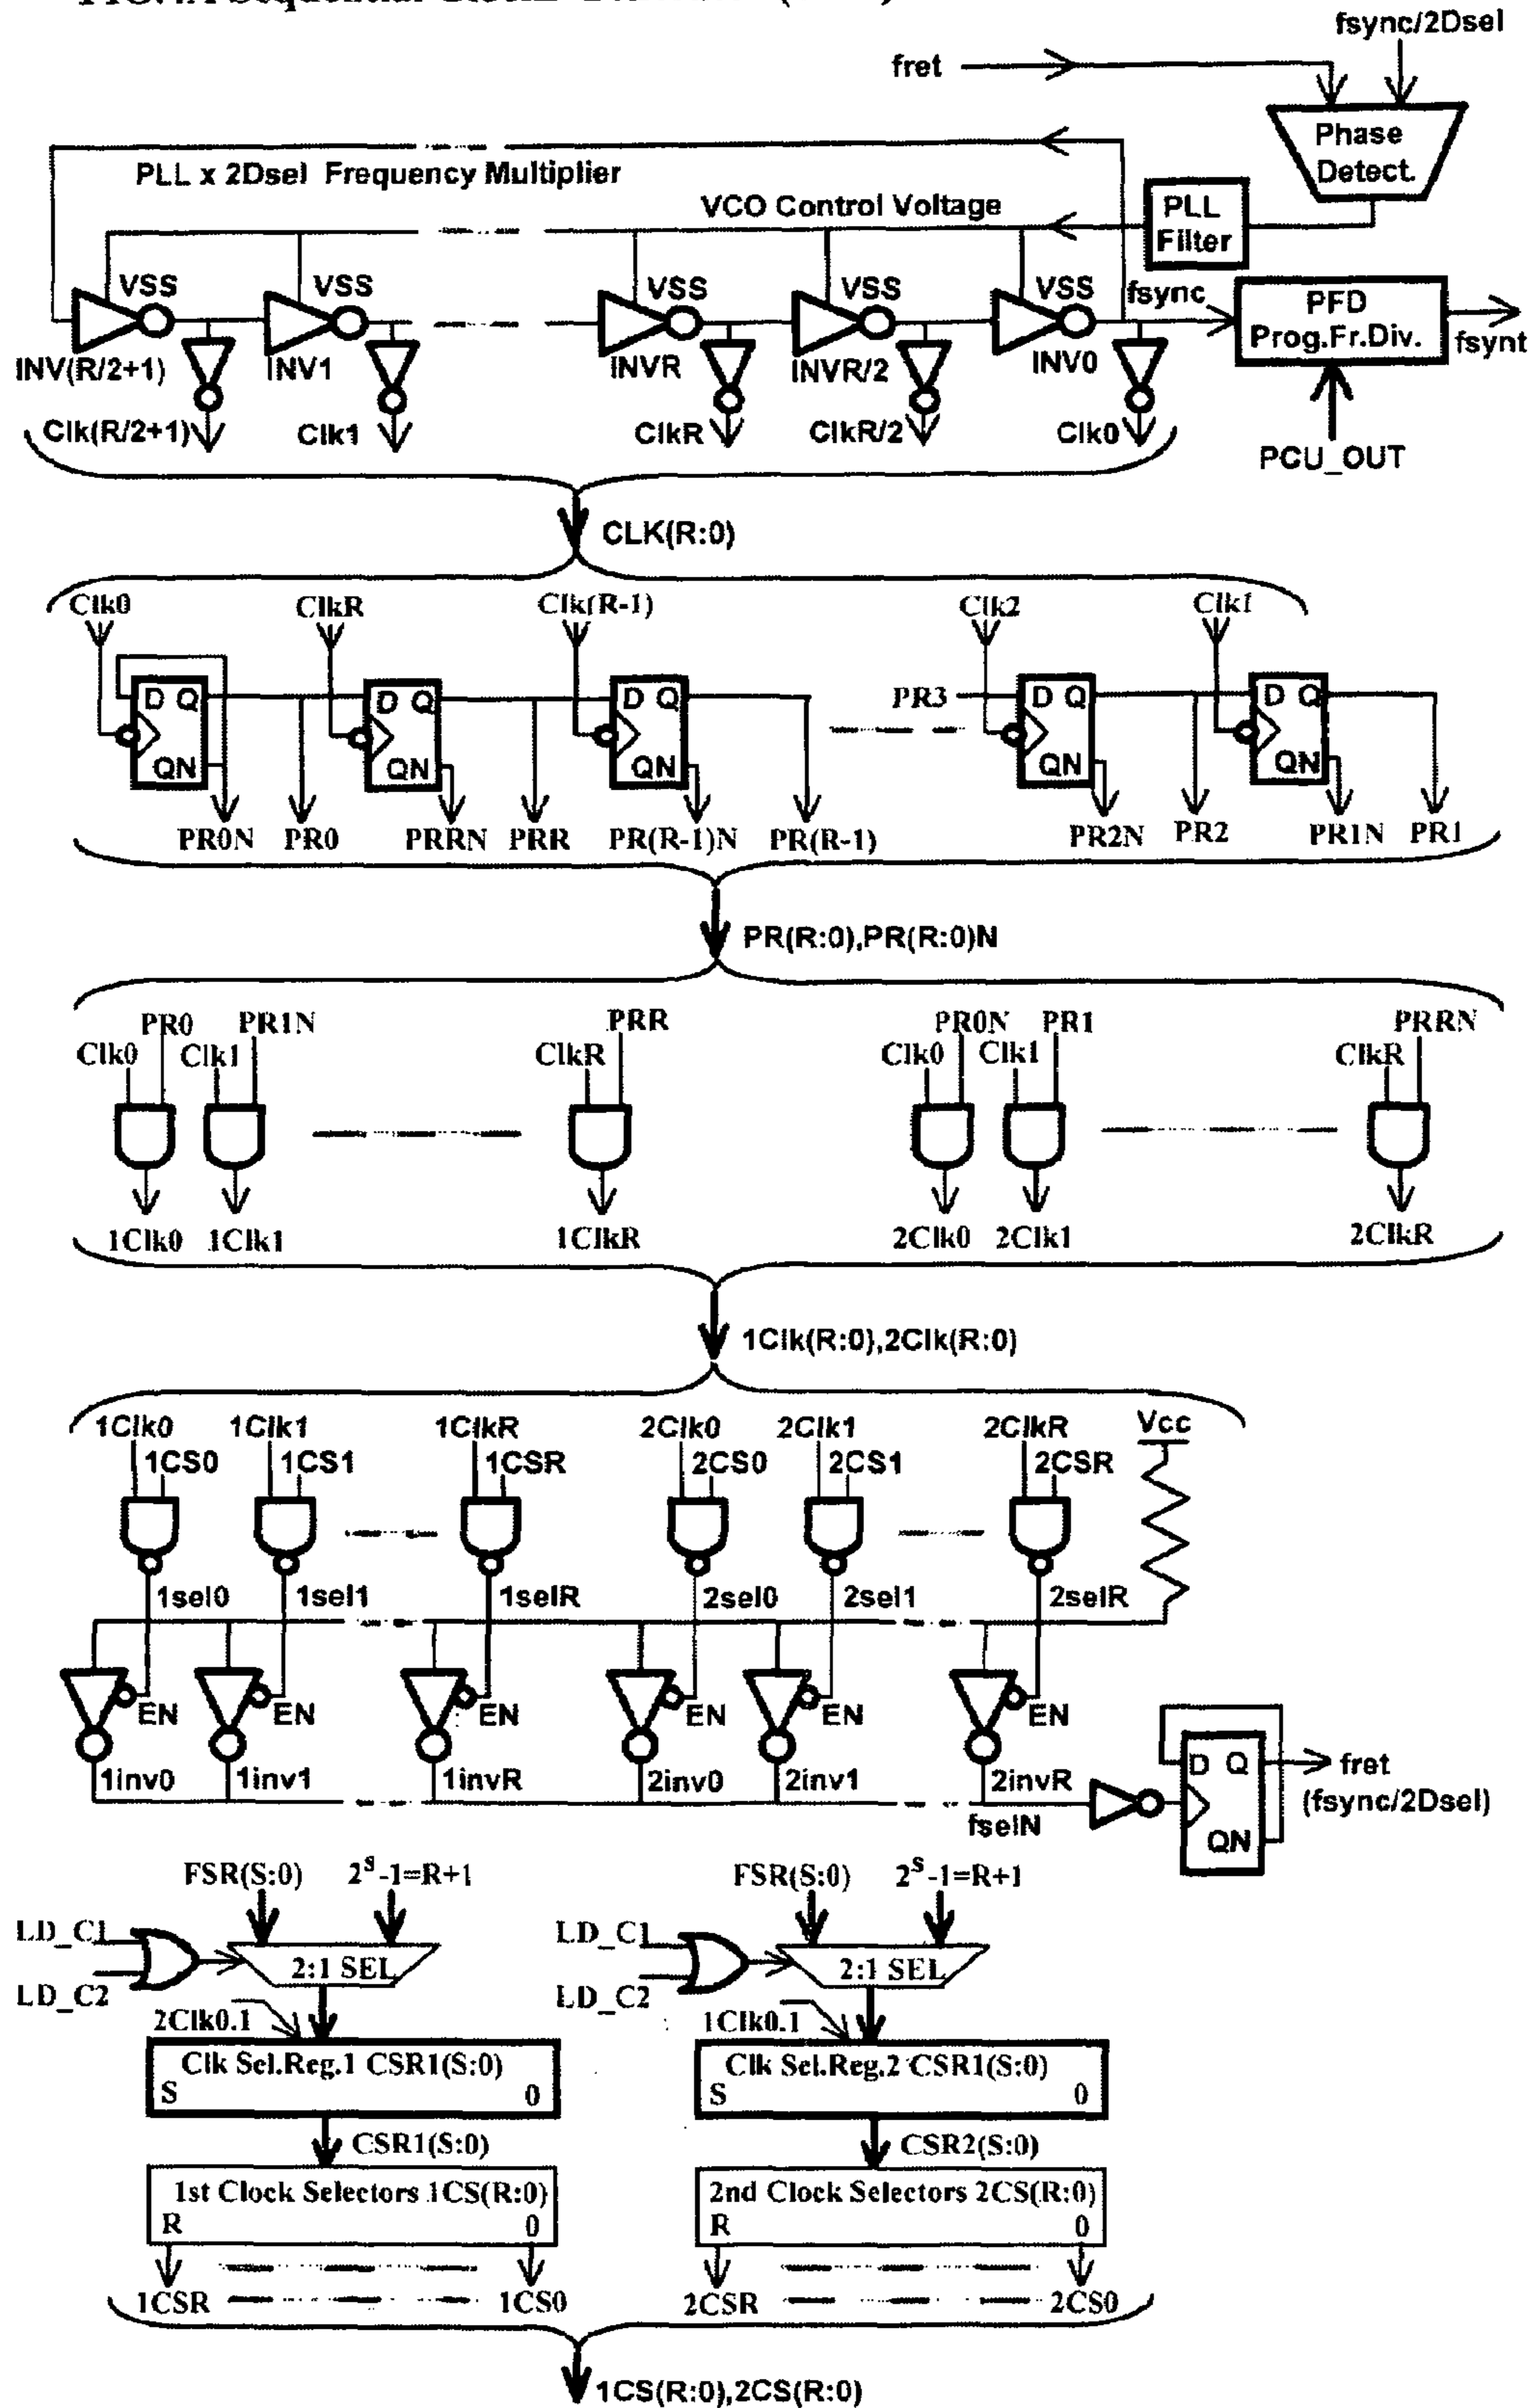 fsync/2Dsel
fret
Phase
Detect.
PLL x 2Dsel Frequency Multiplier
VCO Control Voltage
PLL
Filter
VSS VSS VSS VSS VSS
fsync
PFD
Prog.Fr.Div.
fsynt
INV(R/2+1) INV1 INVR INVR/2 INV0
Clk(R/2+1) Clk1 ClkR ClkR/2 Clk0
PCU_OUT
CLK(R:0)
Clk0 ClkR Clk(R-1) Clk2 Clk1
D Q D Q D Q PR3 D Q D Q
QN QN QN QN QN
PR0N PR0 PRRN PRR PR(R-1)N PR(R-1) PR2N PR2 PR1N PR1
PR(R:0),PR(R:0)N
PR0 PR1N PRR PR0N PR1 PRRN
Clk0 Clk1 ClkR Clk0 Clk1 ClkR
1Clk0 1Clk1 1ClkR 2Clk0 2Clk1 2ClkR
1Clk(R:0),2Clk(R:0)
1Clk0 1Clk1 1ClkR 2Clk0 2Clk1 2ClkR Vcc
1CS0 1CS1 1CSR 2CS0 2CS1 2CSR
1sel0 1sel1 1selR 2sel0 2sel1 2selR
EN EN EN EN EN EN
1inv0 1inv1 1invR 2inv0 2inv1 2invR
D Q
QN
fret
(fsync/2Dsel)
fselN
FSR(S:0) 2^S-1=R+1 FSR(S:0) 2^S-1=R+1
LD_C1 LD_C1
2:1 SEL 2:1 SEL
LD_C2 LD_C2
2Clk0.1 1Clk0.1
Clk Sel.Reg.1 CSR1(S:0) Clk Sel.Reg.2 CSR1(S:0)
S 0 S 0
CSR1(S:0) CSR2(S:0)
1st Clock Selectors 1CS(R:0) 2nd Clock Selectors 2CS(R:0)
R 0 R 0
1CSR 1CS0 2CSR 2CS0
1CS(R:0),2CS(R:0)